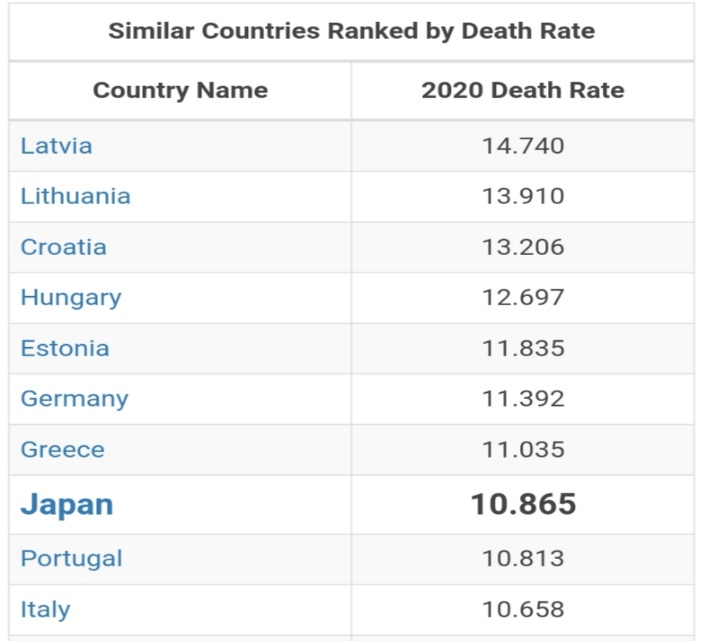 Similar Countries Ranked by Death Rate
Country Name 2020 Death Rate
Latvia 14.740
Lithuania 13.910
Croatia 13.206
Hungary 12.697
Estonia 11.835
Germany 11.392
Greece 11.035
Japan 10.865
Portugal 10.813
Italy 10.658